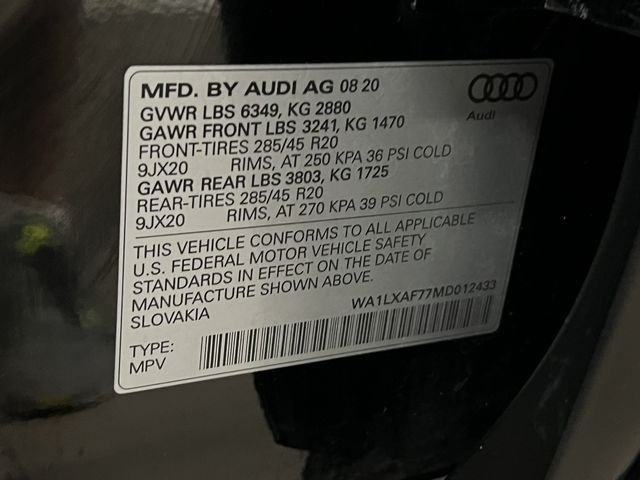 MFD. BY AUDI AG 08 20
Audi
GVWR LBS 6349, KG 2880
GAWR FRONT LBS 3241, KG 1470
FRONT-TIRES 285/45 R20
9JX20 RIMS, AT 250 KPA 36 PSI COLD
GAWR REAR LBS 3803, KG 1725
REAR-TIRES 285/45 R20
9JX20 RIMS, AT 270 KPA 39 PSI COLD
THIS VEHICLE CONFORMS TO ALL APPLICABLE
U.S. FEDERAL MOTOR VEHICLE SAFETY
STANDARDS IN EFFECT ON THE DATE OF
MANUFACTURE SHOWN ABOVE.
SLOVAKIA
WA1LXAF77MD012433
TYPE:
MPV